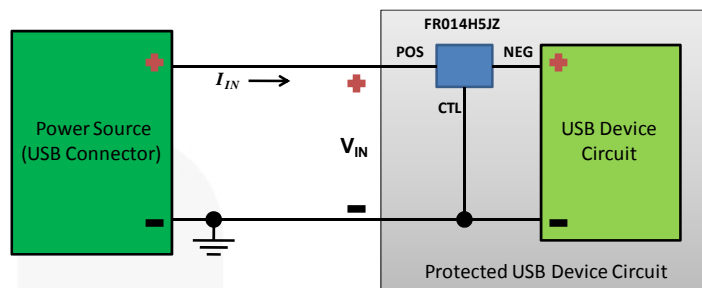 FR014H5JZ
POS
NEG
I_IN
CTL
Power Source
(USB Connector)
V_IN
USB Device
Circuit
Protected USB Device Circuit